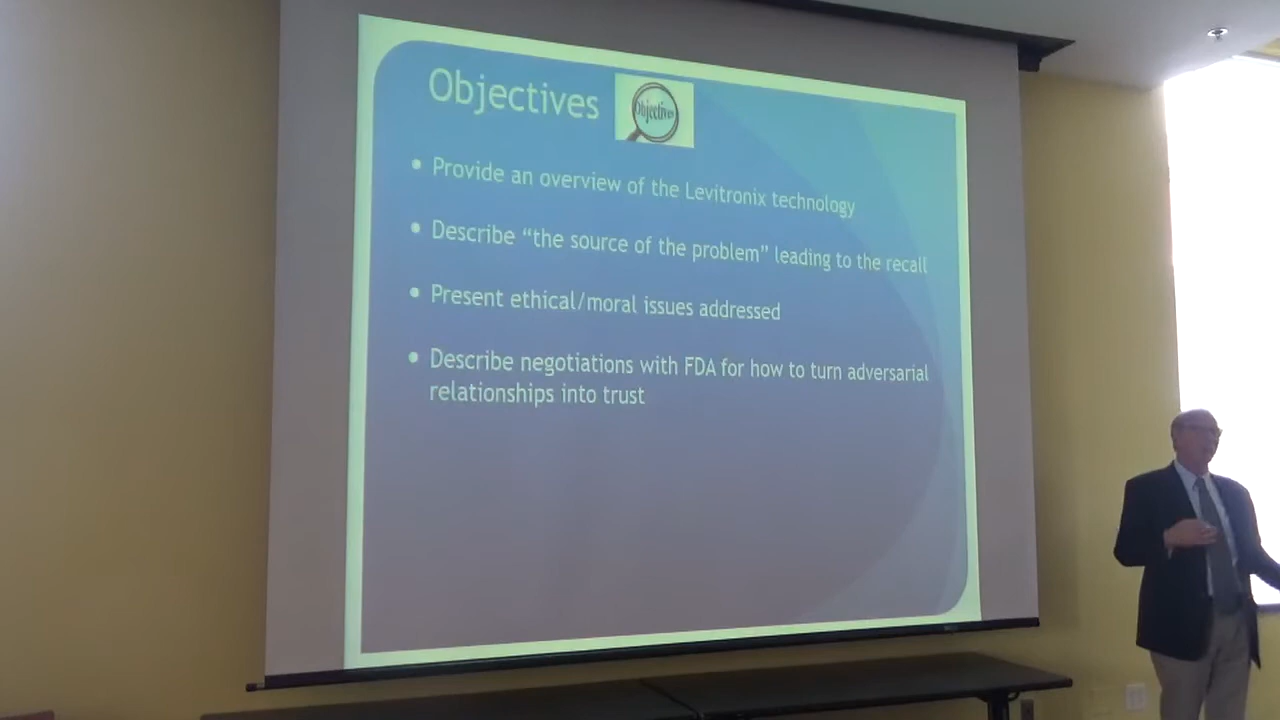 Objectives
Objectives
• Provide an overview of the Levitronix technology
• Describe “the source of the problem” leading to the recall
• Present ethical/moral issues addressed
• Describe negotiations with FDA for how to turn adversarial
relationships into trust